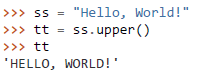 >>> ss = "Hello, World!"
>>> tt = ss.upper()
>>> tt
'HELLO, WORLD!'